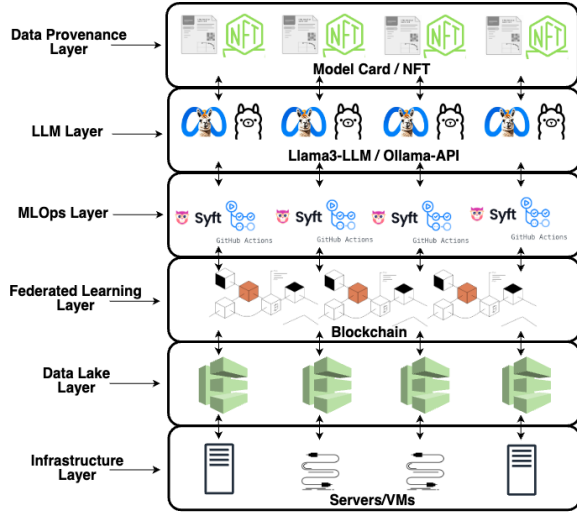 Data Provenance
Layer
NFT
NFT
NFT
NFT
Model Card / NFT
LLM Layer
Llama3-LLM / Ollama-API
MLOps Layer
Syft
GitHub Actions
Syft
GitHub Actions
Syft
GitHub Actions
Syft
GitHub Actions
Federated Learning
Layer
Blockchain
Data Lake
Layer
Infrastructure
Layer
Servers/VMs